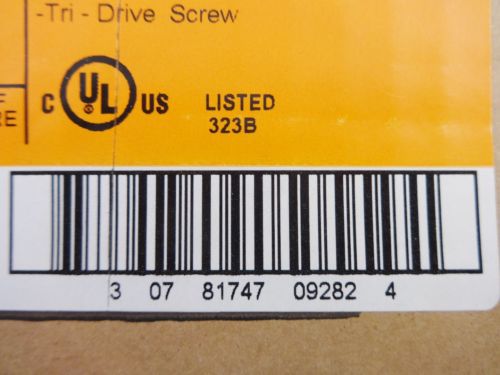 -Tri - Drive Screw
C UL ® US LISTED
323B
3 07 81747 09282 4